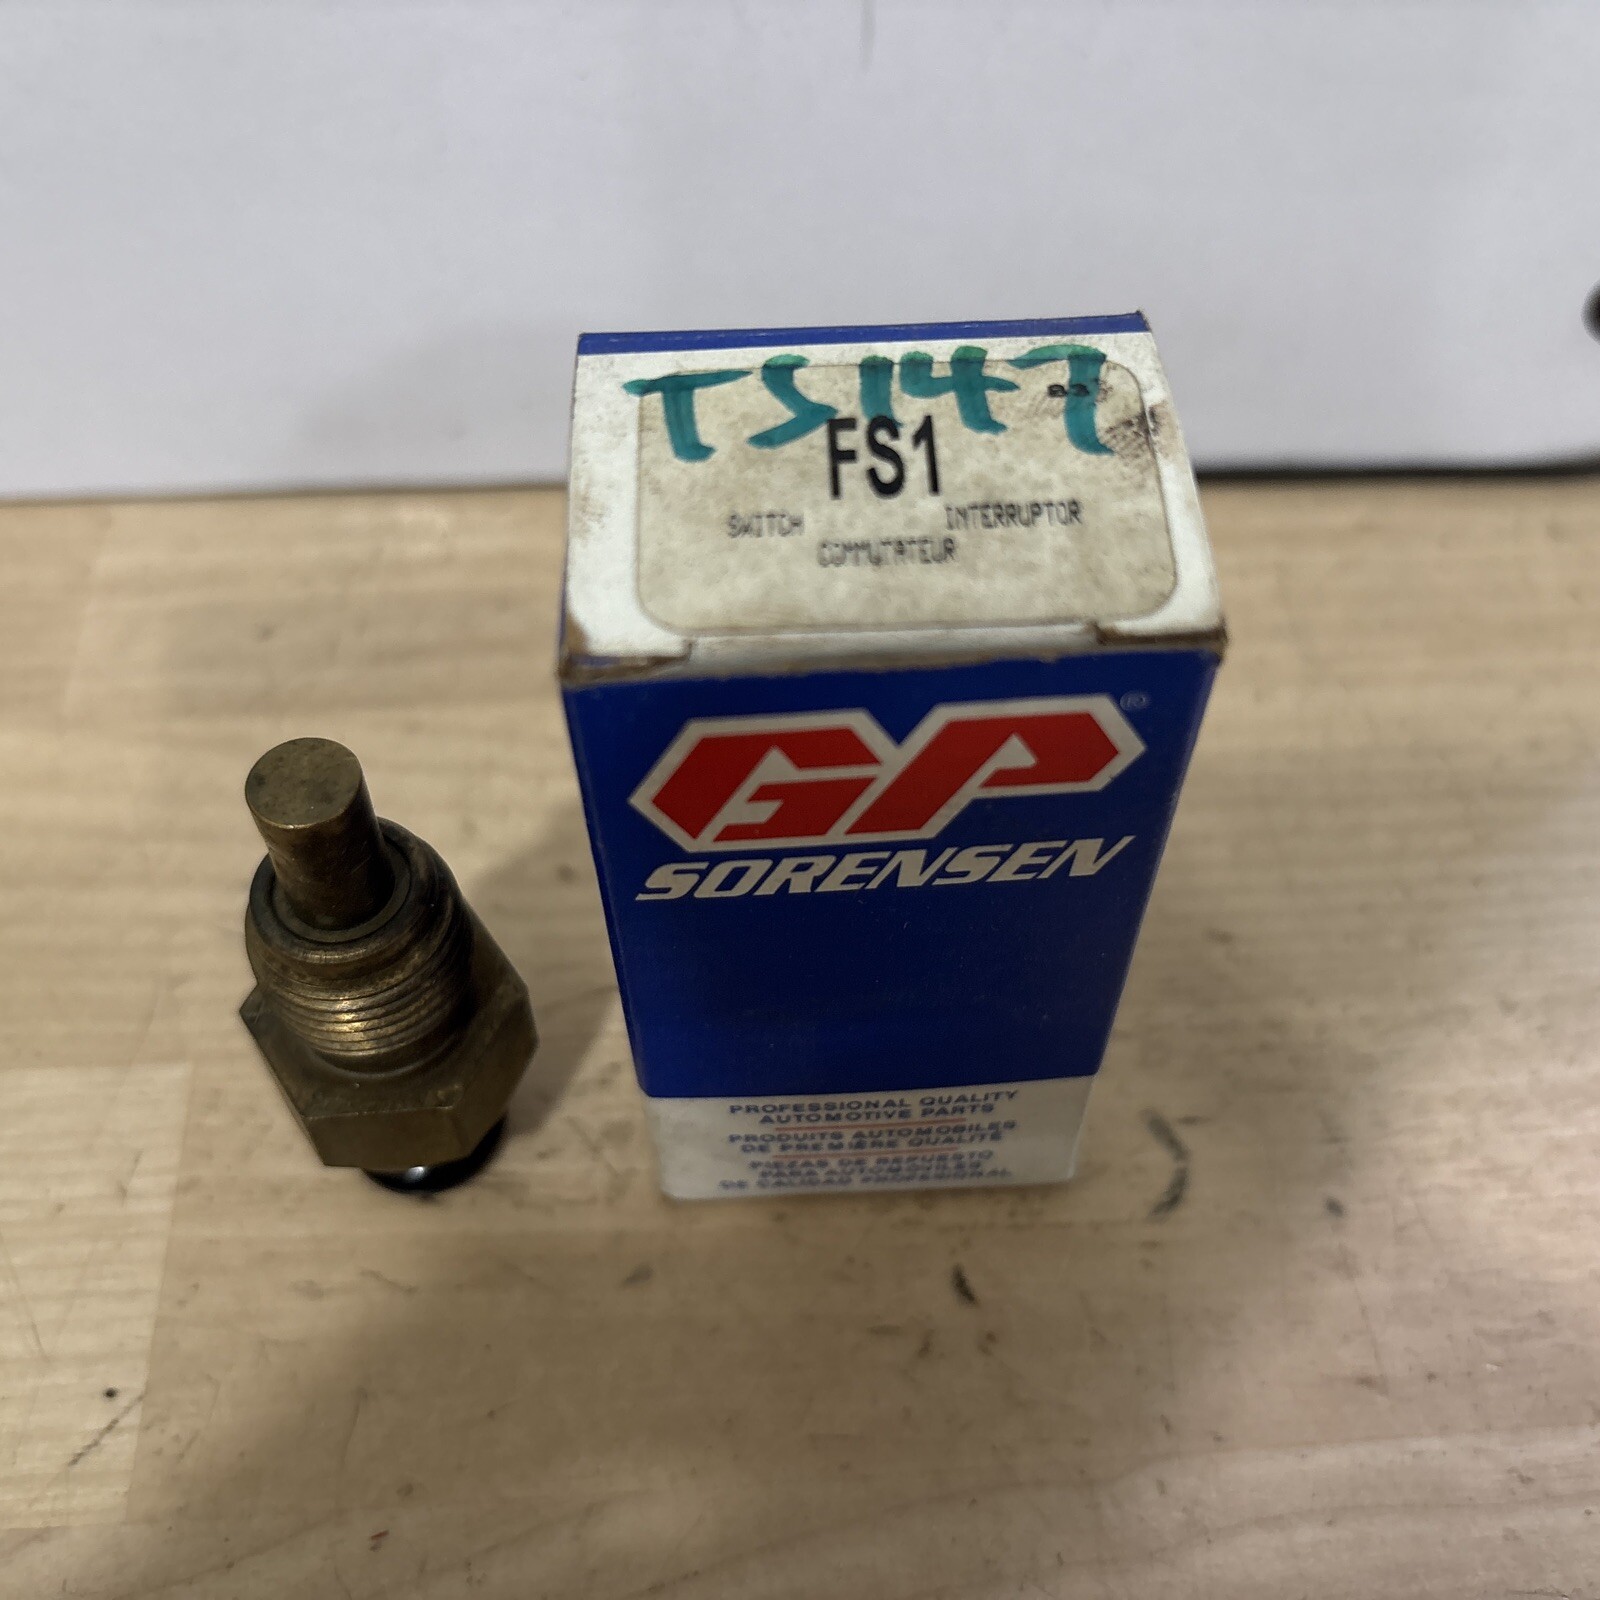 TS147
FS1
SWITCH INTERRUPTOR
COMMUTATEUR
GP®
SORENSEN
PROFESSIONAL QUALITY
AUTOMOTIVE PARTS
PRODUITS AUTOMOBILES
DE PREMIÈRE QUALITÉ
PIEZAS DE REPUESTO
PARA AUTOMÓVILES
DE CALIDAD PROFESIONAL